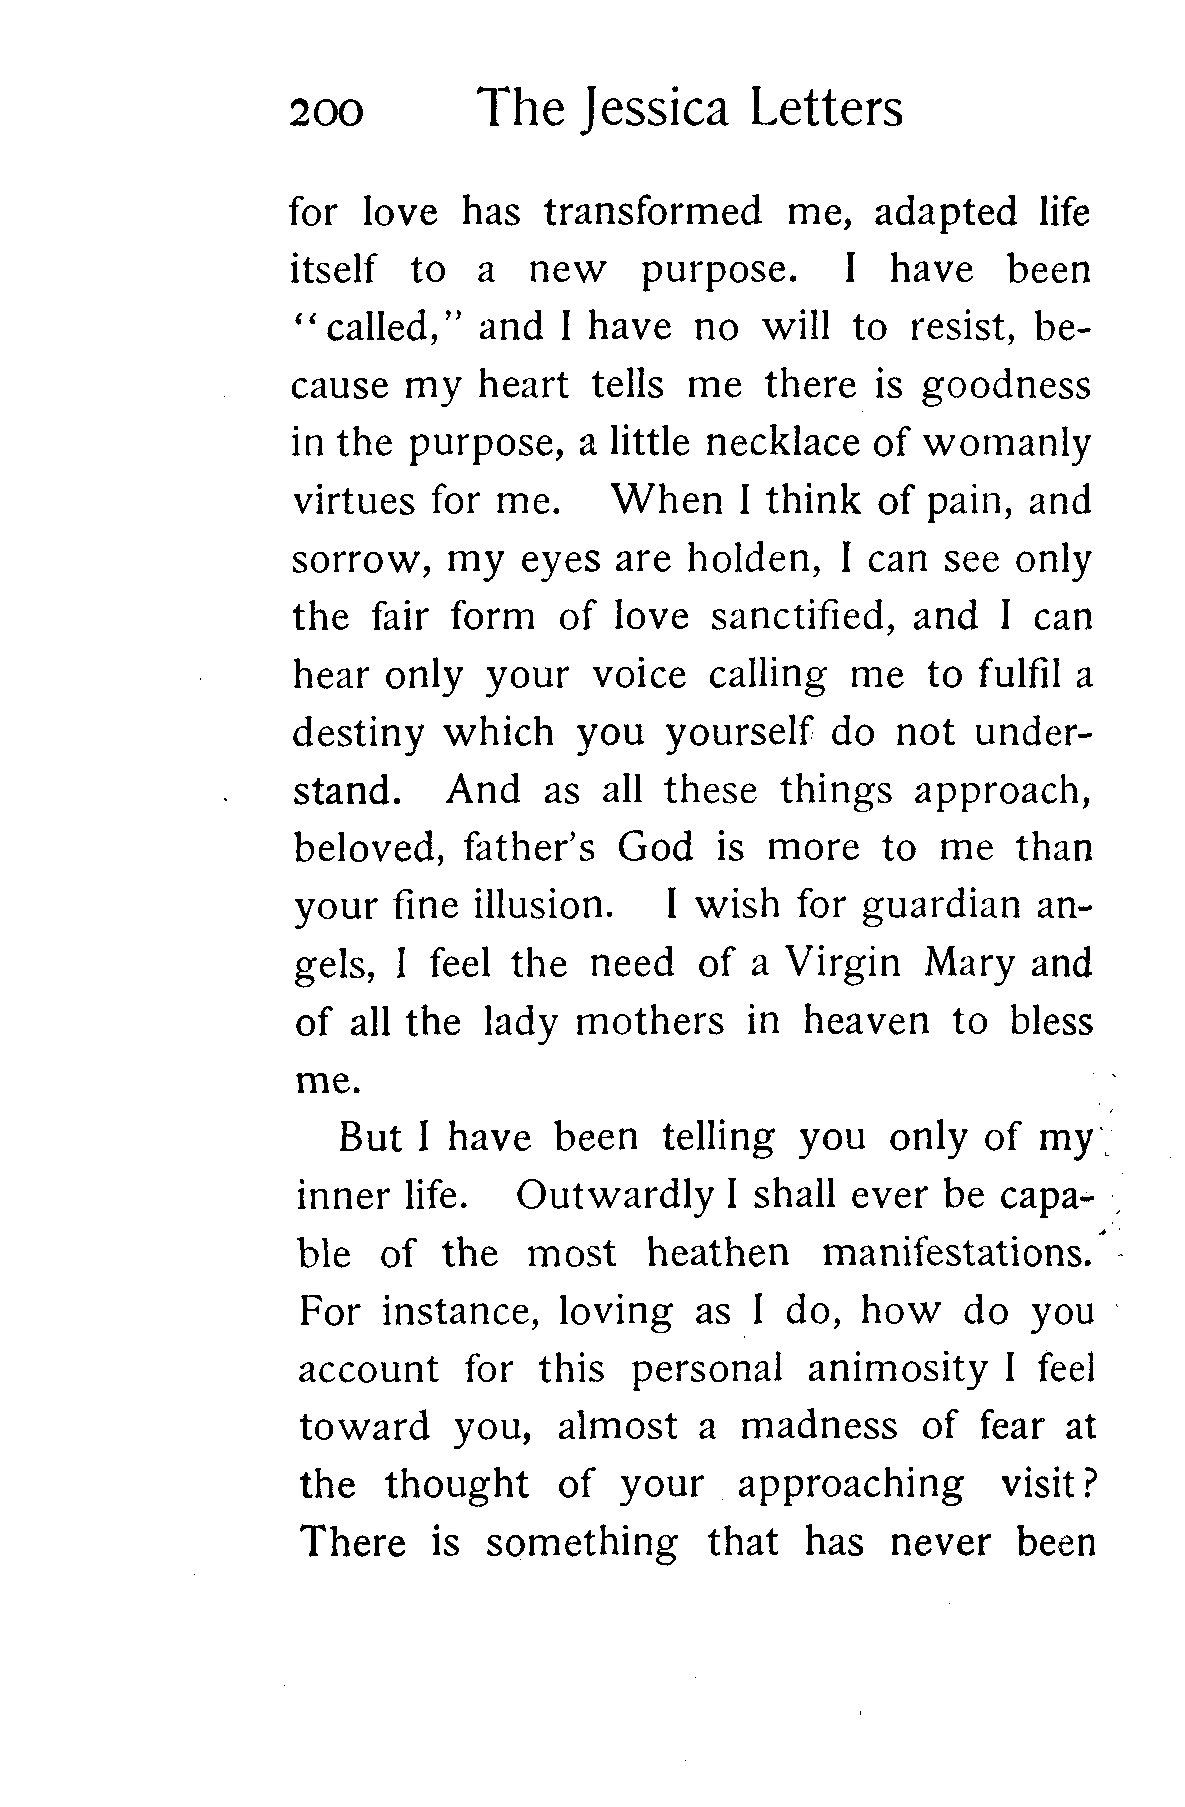 200 The Jessica Letters
for love has transformed me, adapted life
itself to a new purpose. I have been
“called,” and I have no will to resist, be-
cause my heart tells me there is goodness
in the purpose, a little necklace of womanly
virtues for me. When I think of pain, and
sorrow, my eyes are holden, I can see only
the fair form of love sanctified, and I can
hear only your voice calling me to fulfil a
destiny which you yourself do not under-
stand. And as all these things approach,
beloved, father’s God is more to me than
your fine illusion. I wish for guardian an-
gels, I feel the need of a Virgin Mary and
of all the lady mothers in heaven to bless
me.
But I have been telling you only of my
inner life. Outwardly I shall ever be capa-
ble of the most heathen manifestations.
For instance, loving as I do, how do you
account for this personal animosity I feel
toward you, almost a madness of fear at
the thought of your approaching visit?
There is something that has never been